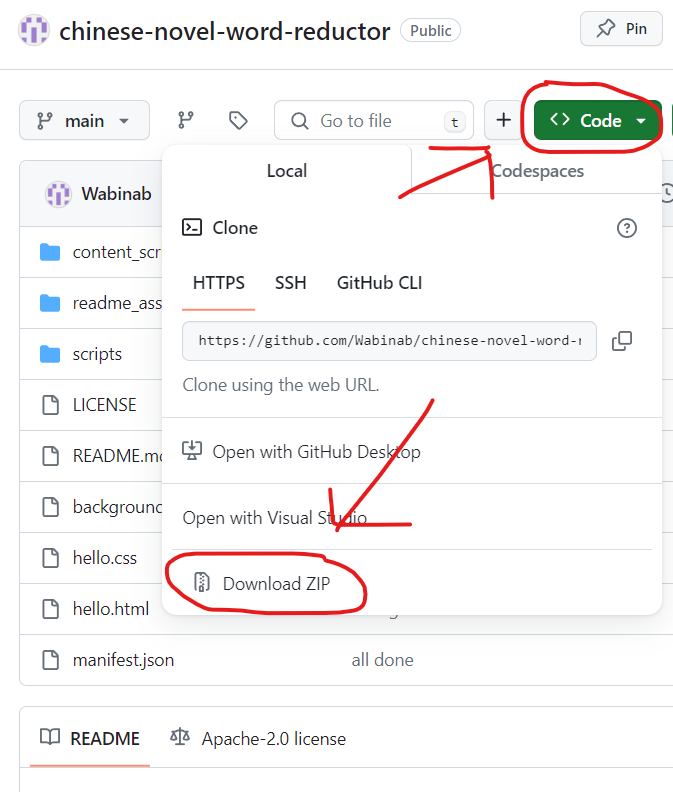 chinese-novel-word-reductor Public Pin
main Go to file t + <> Code
Local Codespaces
Wabinab
Clone ?
content_scr
HTTPS SSH GitHub CLI
readme_ass
https://github.com/Wabinab/chinese-novel-word-r
scripts
Clone using the web URL.
LICENSE
README.m
Open with GitHub Desktop
background
Open with Visual Studio
hello.css
Download ZIP
hello.html
manifest.json all done
README Apache-2.0 license